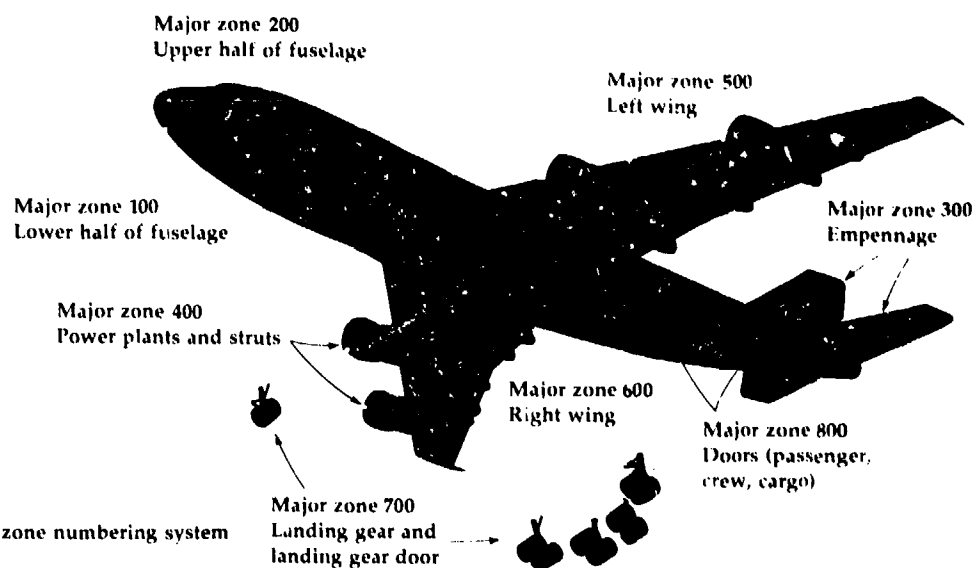 Major zone 200
Upper half of fuselage
Major zone 500
Left wing
Major zone 100
Lower half of fuselage
Major zone 300
Empennage
Major zone 400
Power plants and struts
Major zone 600
Right wing
Major zone 800
Doors (passenger,
crew, cargo)
Major zone 700
Landing gear and
landing gear door
zone numbering system